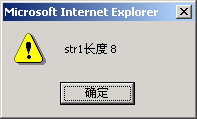 Microsoft Internet Explorer
str1长度 8
确定